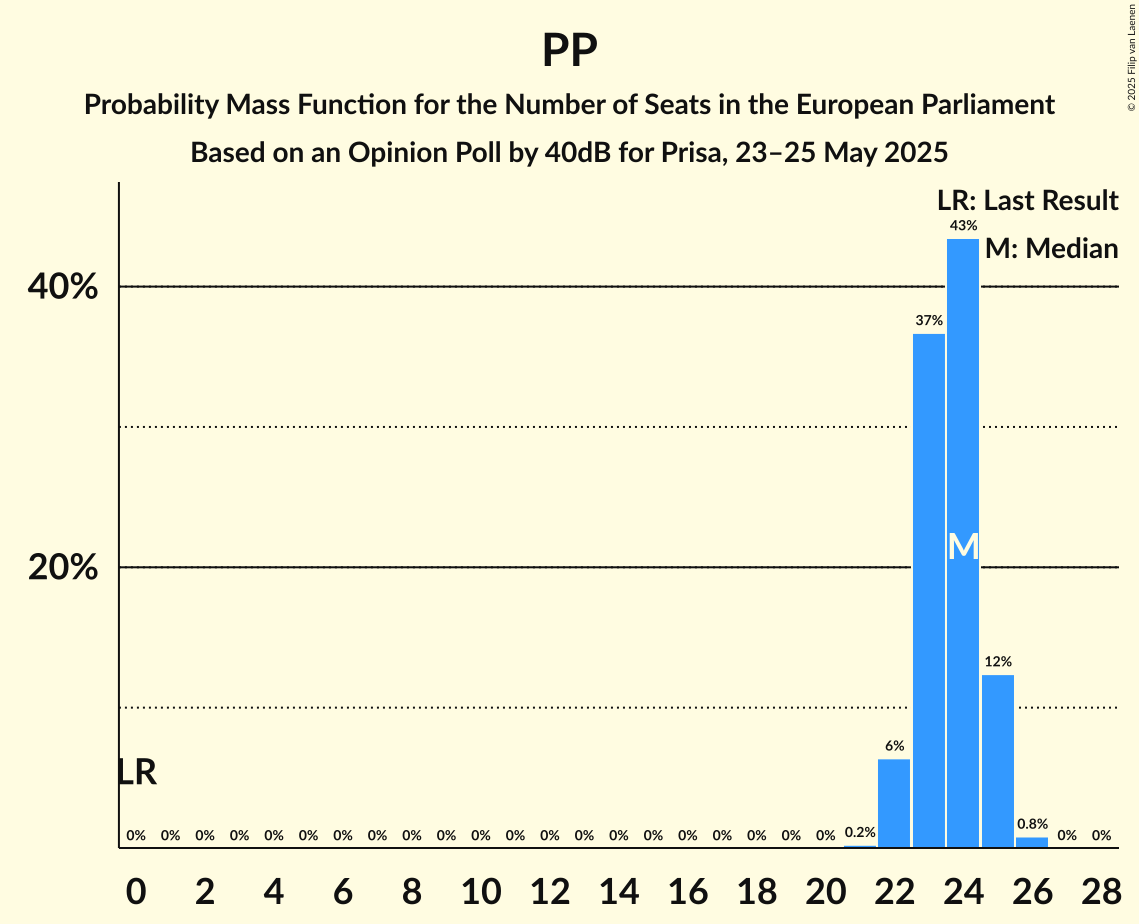 PP
Probability Mass Function for the Number of Seats in the European Parliament
Based on an Opinion Poll by 40dB for Prisa, 23–25 May 2025
© 2025 Filip van Laenen
LR: Last Result
M: Median
40%
20%
43%
37%
M
12%
6%
LR
0% 0% 0% 0% 0% 0% 0% 0% 0% 0% 0% 0% 0% 0% 0% 0% 0% 0% 0% 0% 0% 0.2% 0.8% 0% 0%
0 2 4 6 8 10 12 14 16 18 20 22 24 26 28